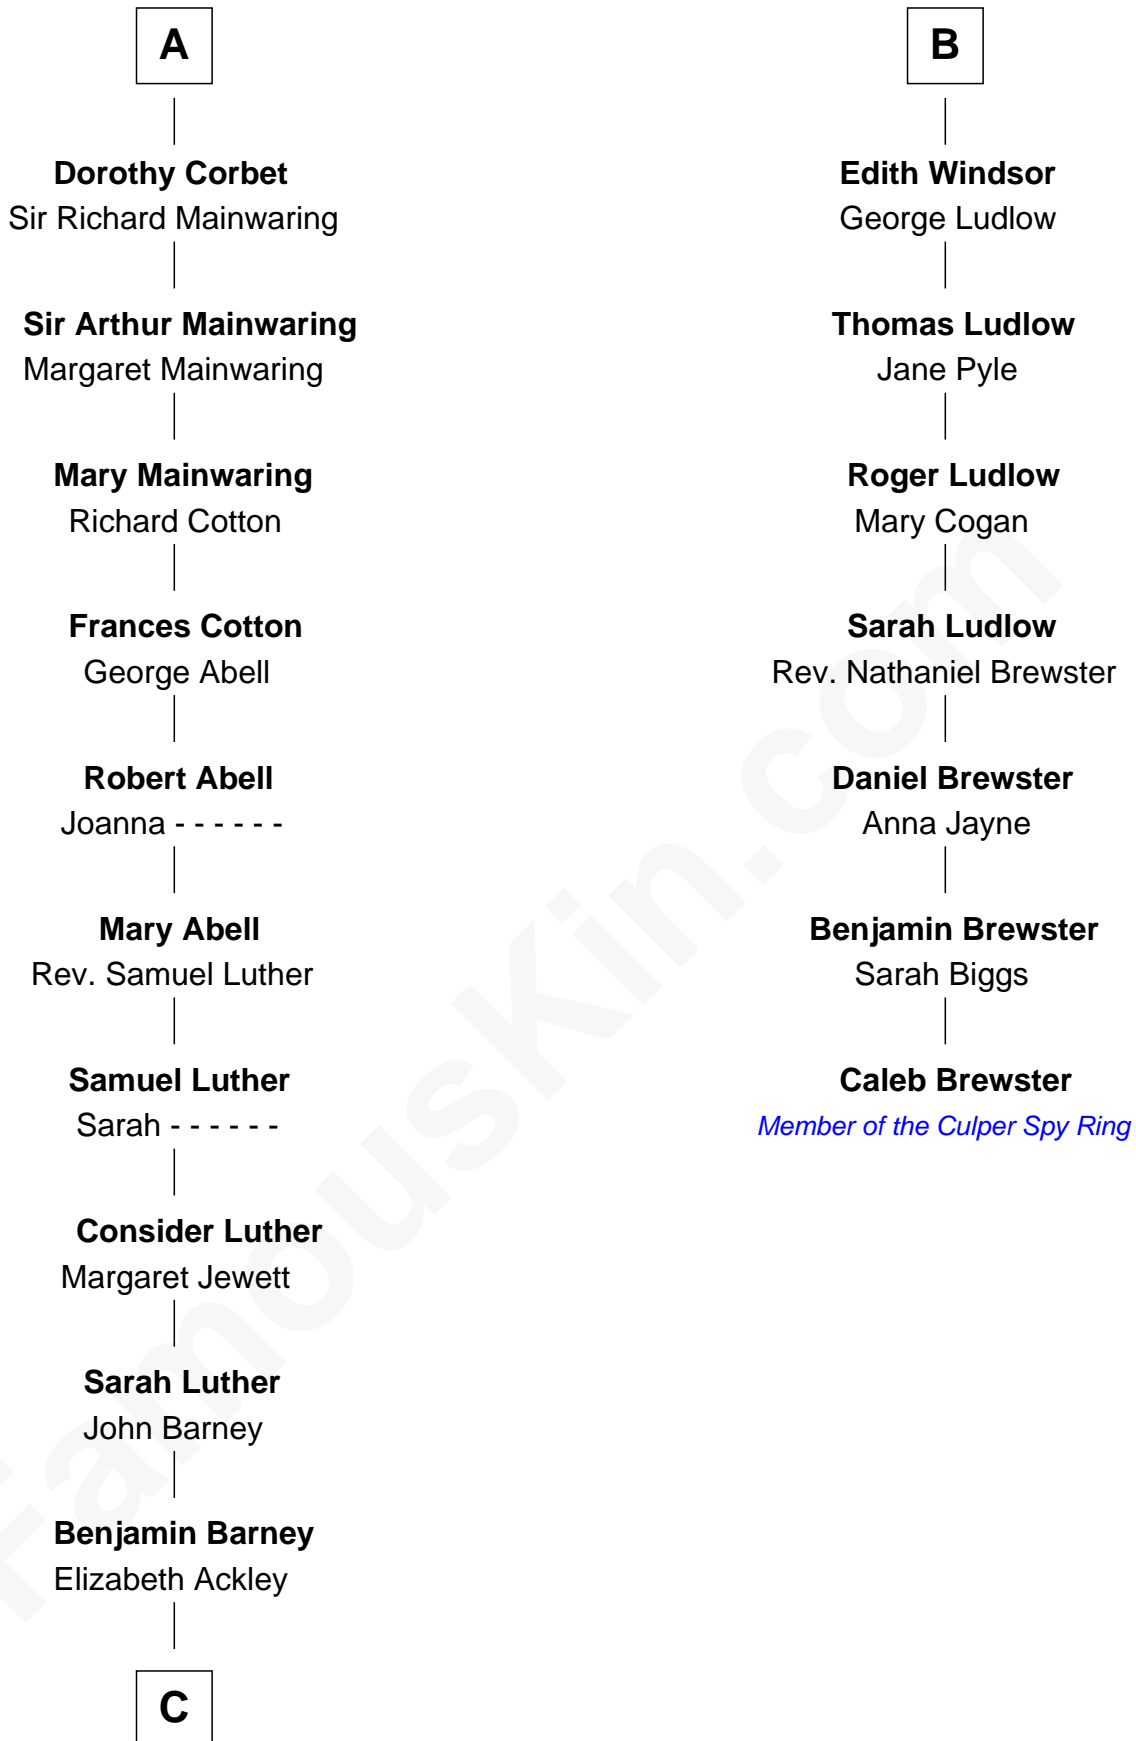 A
Dorothy Corbet
Sir Richard Mainwaring
Sir Arthur Mainwaring
Margaret Mainwaring
Mary Mainwaring
Richard Cotton
Frances Cotton
George Abell
Robert Abell
Joanna - - - - - -
Mary Abell
Rev. Samuel Luther
Samuel Luther
Sarah - - - - - -
Consider Luther
Margaret Jewett
Sarah Luther
John Barney
Benjamin Barney
Elizabeth Ackley
C
B
Edith Windsor
George Ludlow
Thomas Ludlow
Jane Pyle
Roger Ludlow
Mary Cogan
Sarah Ludlow
Rev. Nathaniel Brewster
Daniel Brewster
Anna Jayne
Benjamin Brewster
Sarah Biggs
Caleb Brewster
Member of the Culper Spy Ring
FamousKin.com